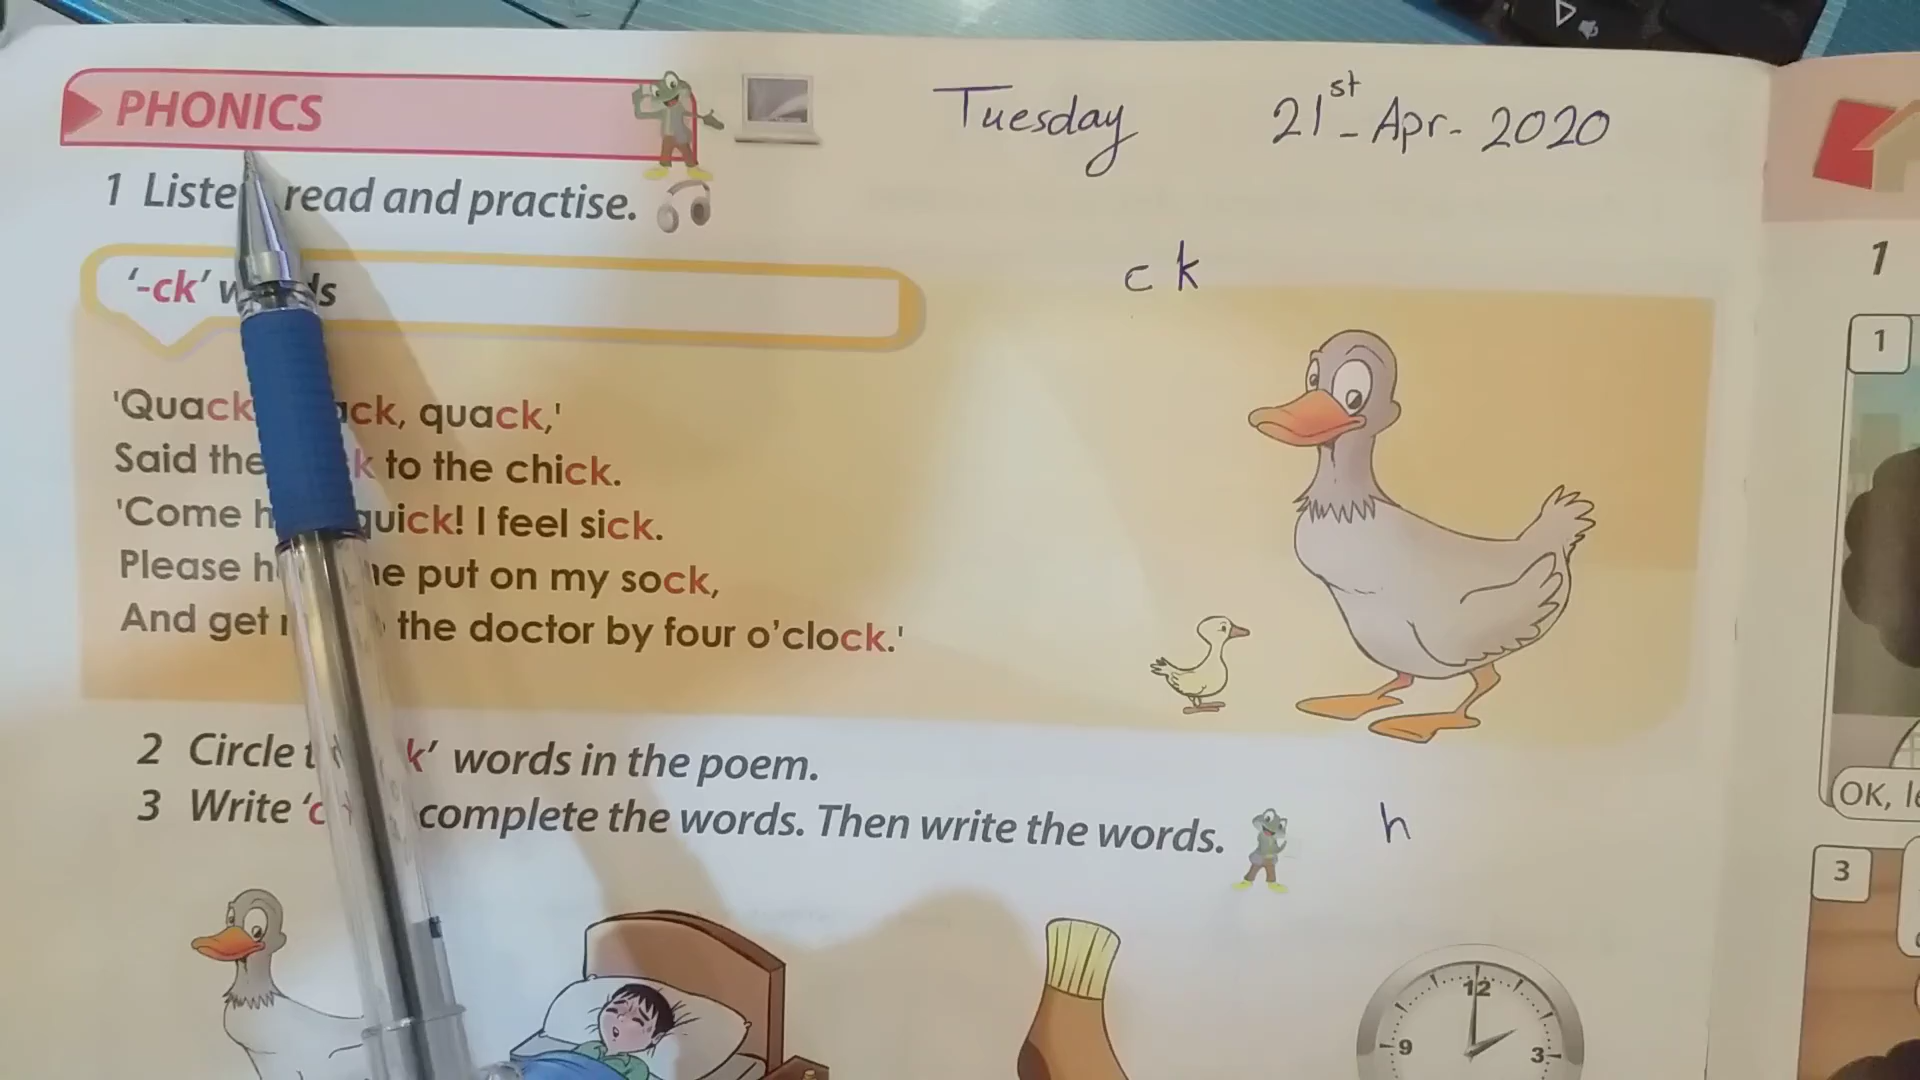 PHONICS
Tuesday 21st - Apr - 2020
1 Liste read and practise.
'-ck' w ds
c k
'Quack ack, quack,'
Said the k to the chick.
'Come h quick! I feel sick.
Please h me put on my sock,
And get the doctor by four o'clock.'
2 Circle t k' words in the poem.
3 Write 'c complete the words. Then write the words.
h
12
9
3
1
1
OK, le
3